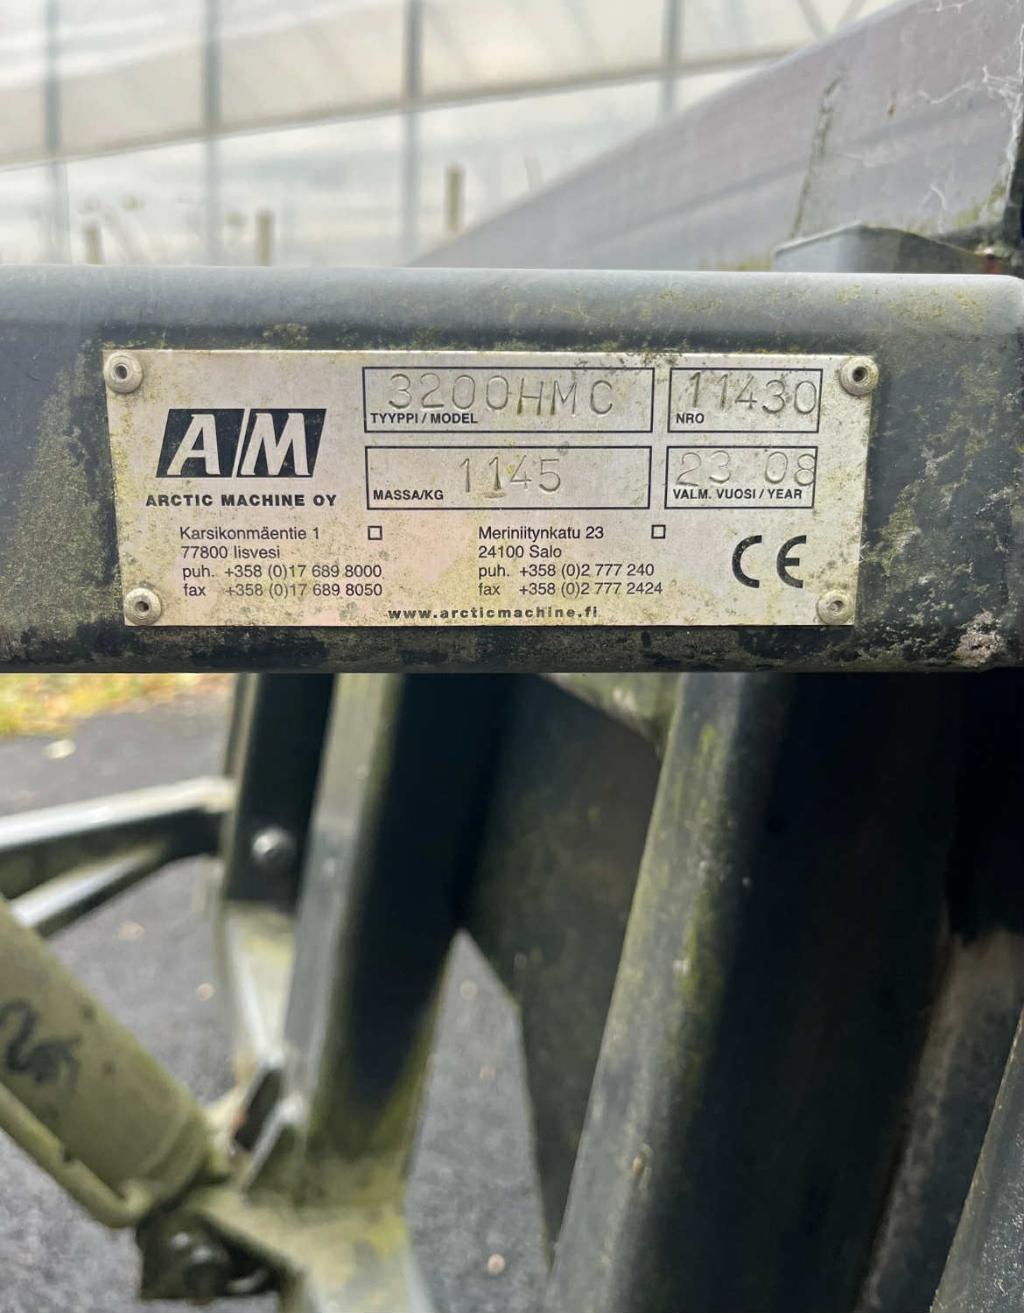 AM
ARCTIC MACHINE OY
3200HMC
TYYPPI / MODEL
11430
NRO
1145
MASSA/KG
23 08
VALM. VUOSI / YEAR
Karsikonmäentie 1
77800 Iisvesi
puh. +358 (0)17 689 8000
fax +358 (0)17 689 8050
Meriniitynkatu 23
24100 Salo
puh. +358 (0)2 777 240
fax +358 (0)2 777 2424
CE
www.arcticmachine.fi